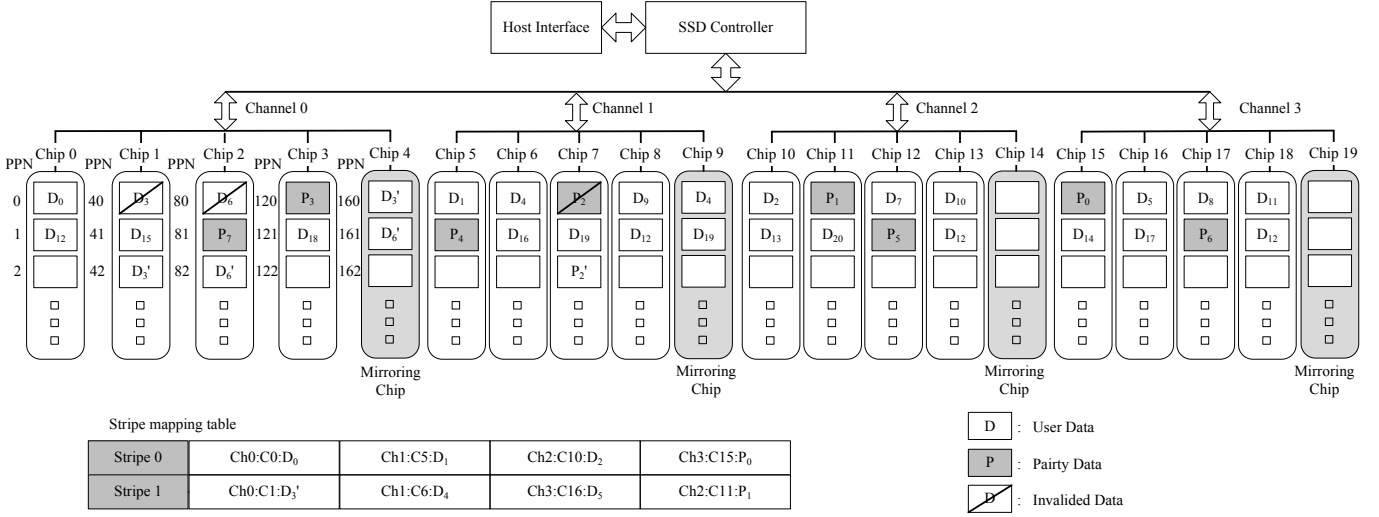 Host Interface SSD Controller
Channel 0 Channel 1 Channel 2 Channel 3
PPN Chip 0 PPN Chip 1 PPN Chip 2 PPN Chip 3 PPN Chip 4 Chip 5 Chip 6 Chip 7 Chip 8 Chip 9 Chip 10 Chip 11 Chip 12 Chip 13 Chip 14 Chip 15 Chip 16 Chip 17 Chip 18 Chip 19
0 D₀ 40 D₃ 80 D₆ 120 P₃ 160 D₃' D₁ D₄ P₂ D₉ D₄ D₂ P₁ D₇ D₁₀ P₀ D₅ D₈ D₁₁
1 D₁₂ 41 D₁₅ 81 P₇ 121 D₁₈ 161 D₆' P₄ D₁₆ D₁₉ D₁₂ D₁₉ D₁₃ D₂₀ P₅ D₁₂ D₁₄ D₁₇ P₆ D₁₂
2 42 D₃' 82 D₆' 122 162 P₂'
Mirroring Chip Mirroring Chip Mirroring Chip Mirroring Chip
Stripe mapping table
Stripe 0 Ch0:C0:D₀ Ch1:C5:D₁ Ch2:C10:D₂ Ch3:C15:P₀
Stripe 1 Ch0:C1:D₃' Ch1:C6:D₄ Ch3:C16:D₅ Ch2:C11:P₁
D : User Data
P : Pairty Data
D : Invalided Data